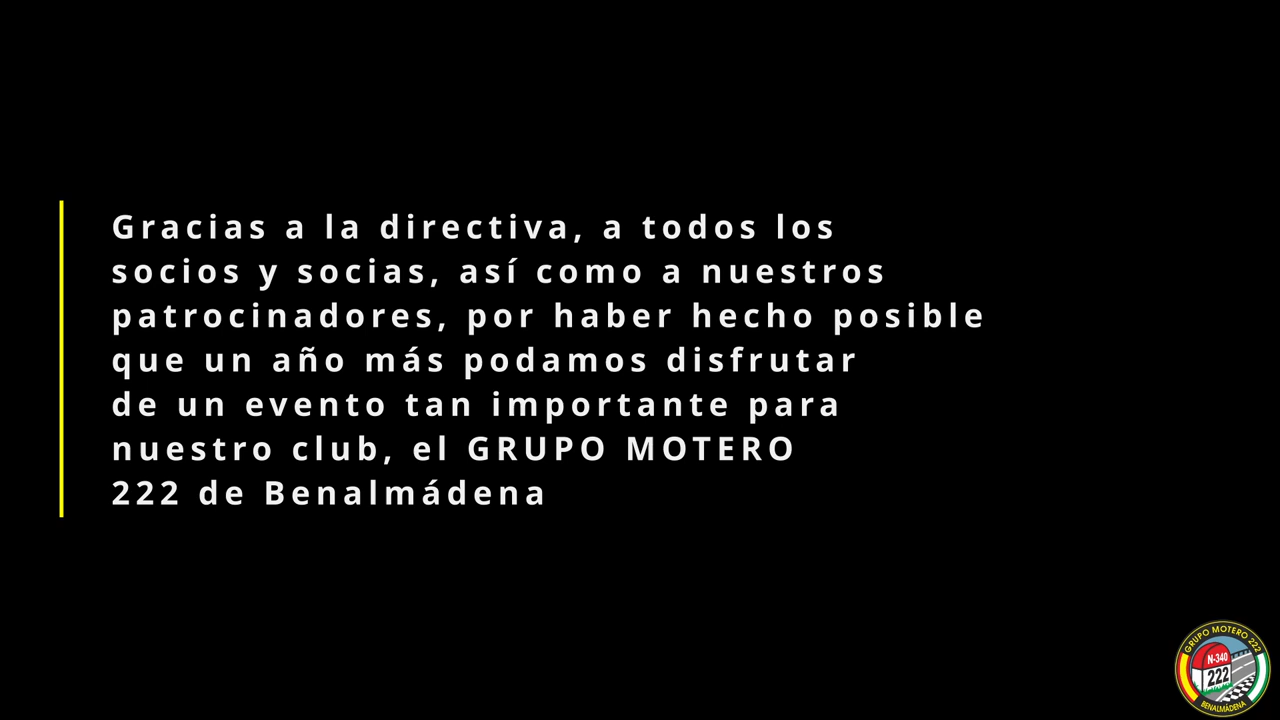 Gracias a la directiva, a todos los
socios y socias, así como a nuestros
patrocinadores, por haber hecho posible
que un año más podamos disfrutar
de un evento tan importante para
nuestro club, el GRUPO MOTERO
222 de Benalmádena
GRUPO MOTERO 222
N-340
222
BENALMÁDENA